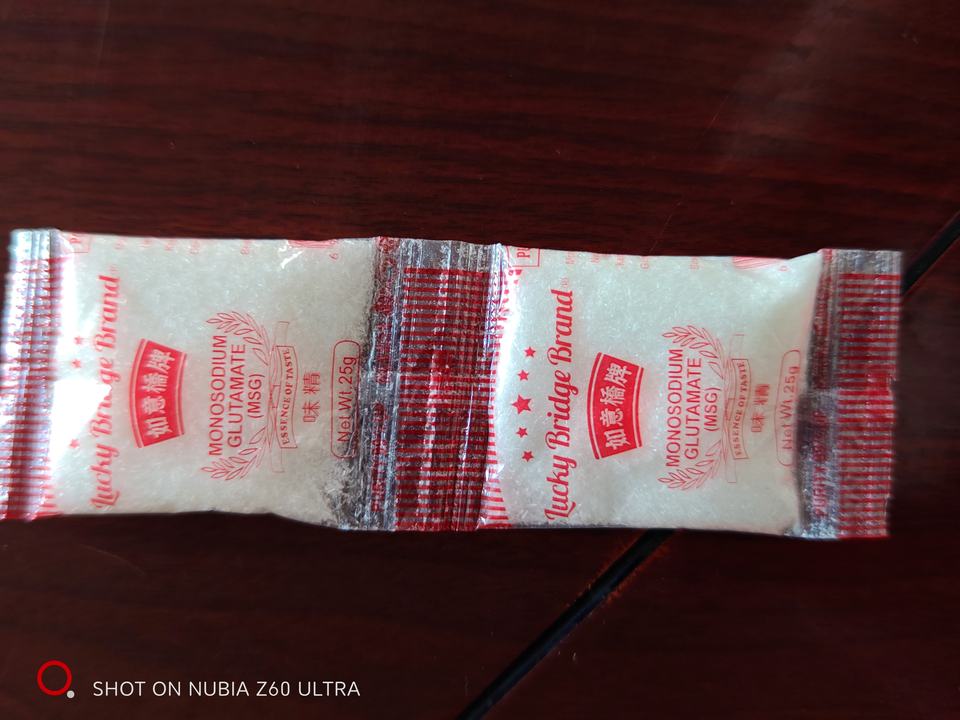 Lucky Bridge Brand
如意橋牌
MONOSODIUM
GLUTAMATE
(MSG)
ESSENCE OF TASTE
味精
Net Wt. 25g
Lucky Bridge Brand
如意橋牌
MONOSODIUM
GLUTAMATE
(MSG)
ESSENCE OF TASTE
味精
Net Wt. 25g
SHOT ON NUBIA Z60 ULTRA